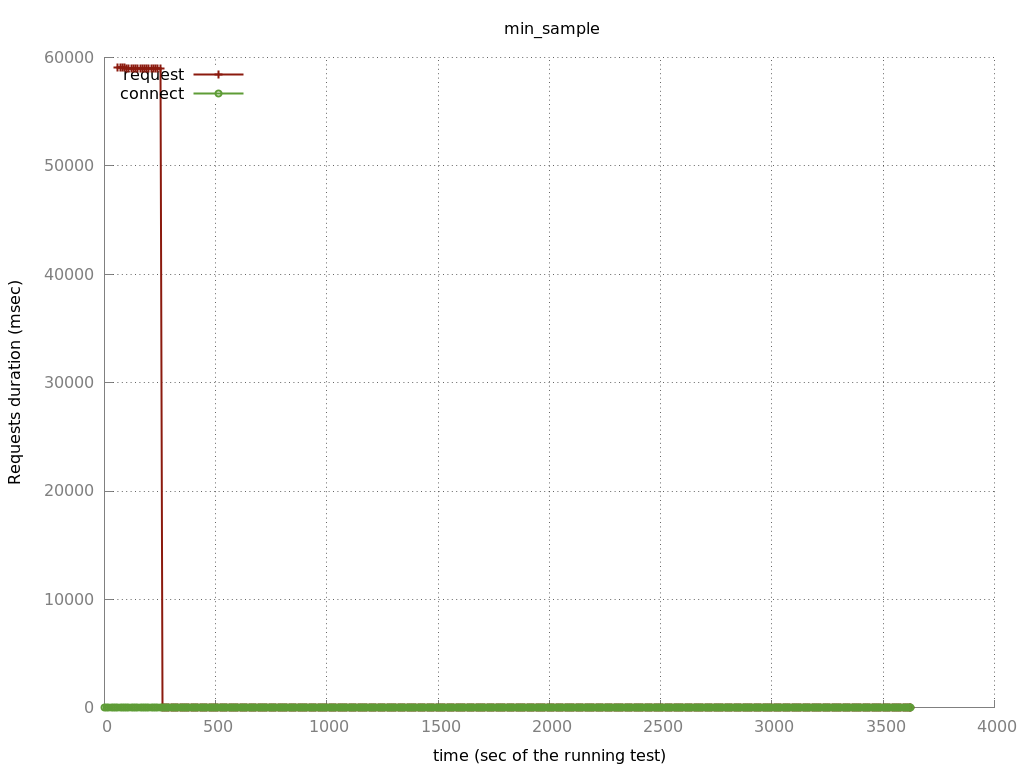 min_sample
60000
request
connect
50000
40000
30000
20000
10000
0
0 500 1000 1500 2000 2500 3000 3500 4000
time (sec of the running test)
Requests duration (msec)